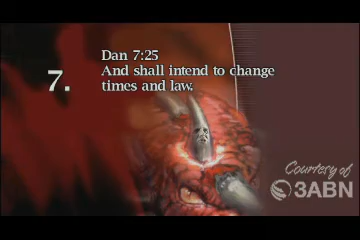 7.
Dan 7:25
And shall intend to change
times and law.
Courtesy of
3ABN